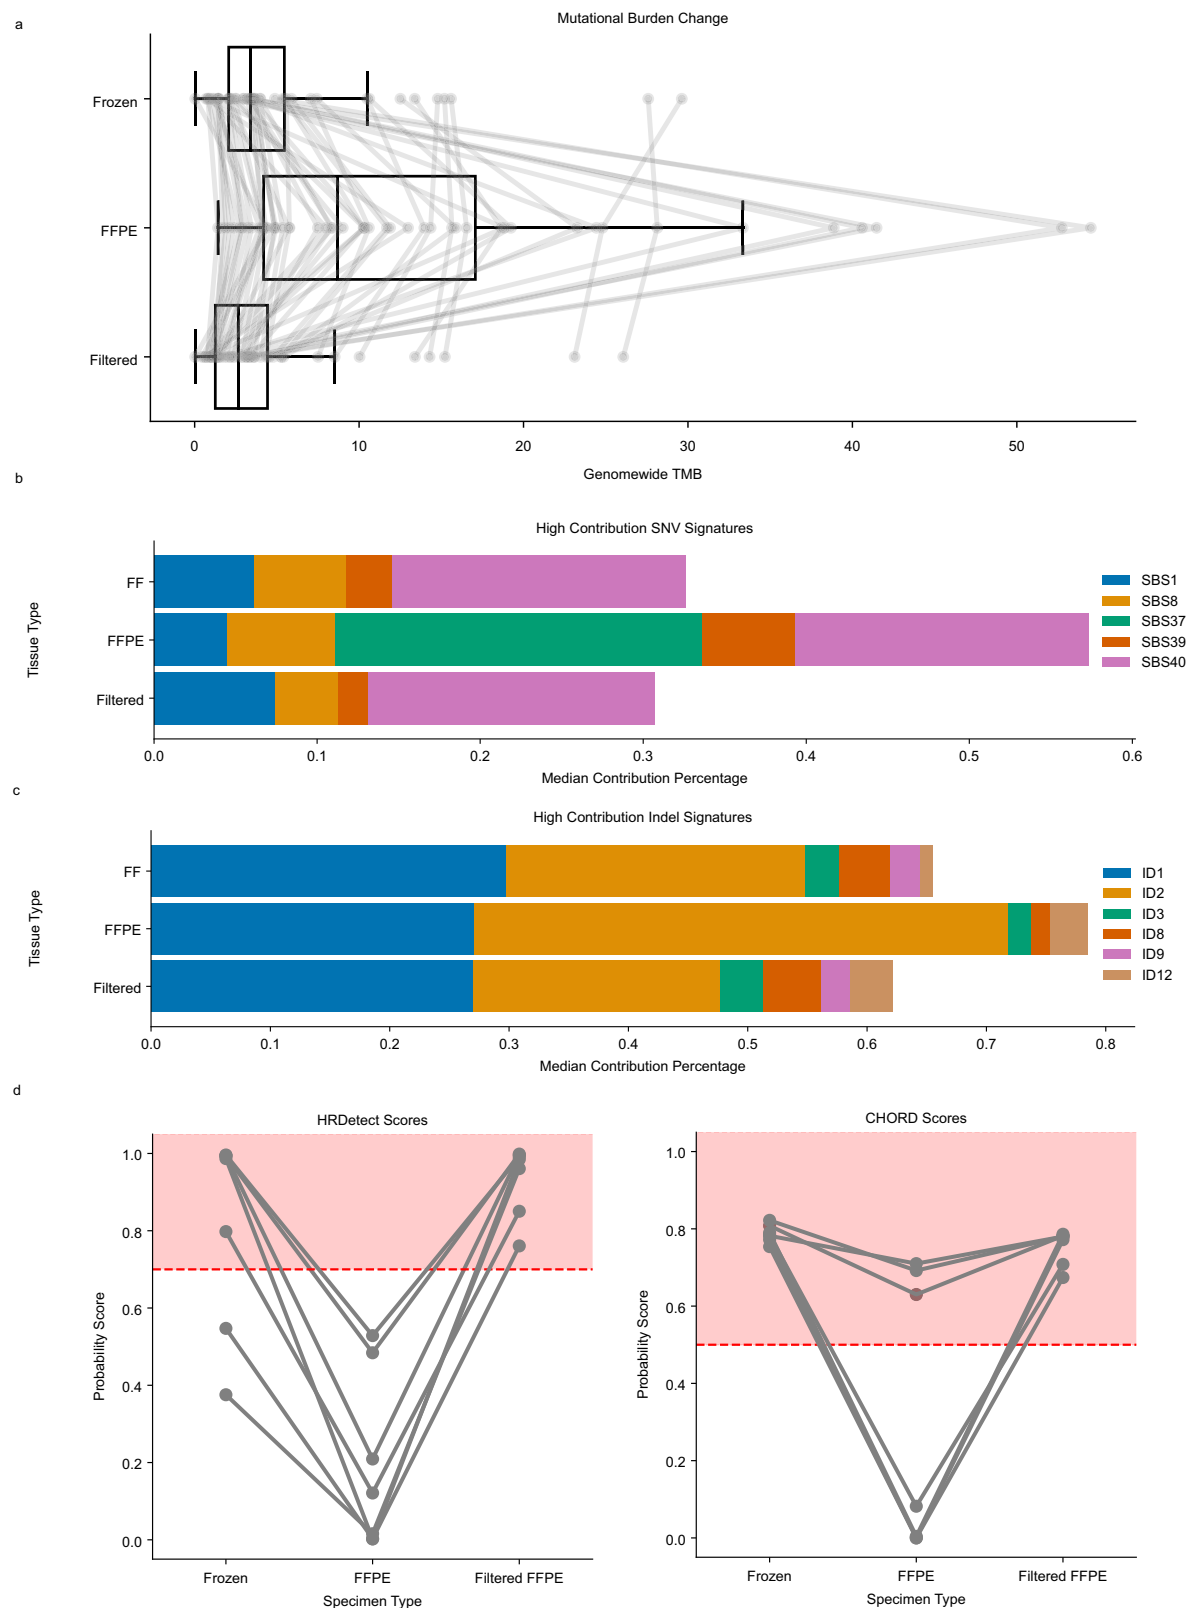 a
Mutational Burden Change
Frozen
FFPE
Filtered
0 10 20 30 40 50
Genomewide TMB
b
High Contribution SNV Signatures
Tissue Type
FF
FFPE
Filtered
SBS1
SBS8
SBS37
SBS39
SBS40
0.0 0.1 0.2 0.3 0.4 0.5 0.6
Median Contribution Percentage
c
High Contribution Indel Signatures
Tissue Type
FF
FFPE
Filtered
ID1
ID2
ID3
ID8
ID9
ID12
0.0 0.1 0.2 0.3 0.4 0.5 0.6 0.7 0.8
Median Contribution Percentage
d
HRDetect Scores
Probability Score
1.0
0.8
0.6
0.4
0.2
0.0
Frozen FFPE Filtered FFPE
Specimen Type
CHORD Scores
Probability Score
1.0
0.8
0.6
0.4
0.2
0.0
Frozen FFPE Filtered FFPE
Specimen Type